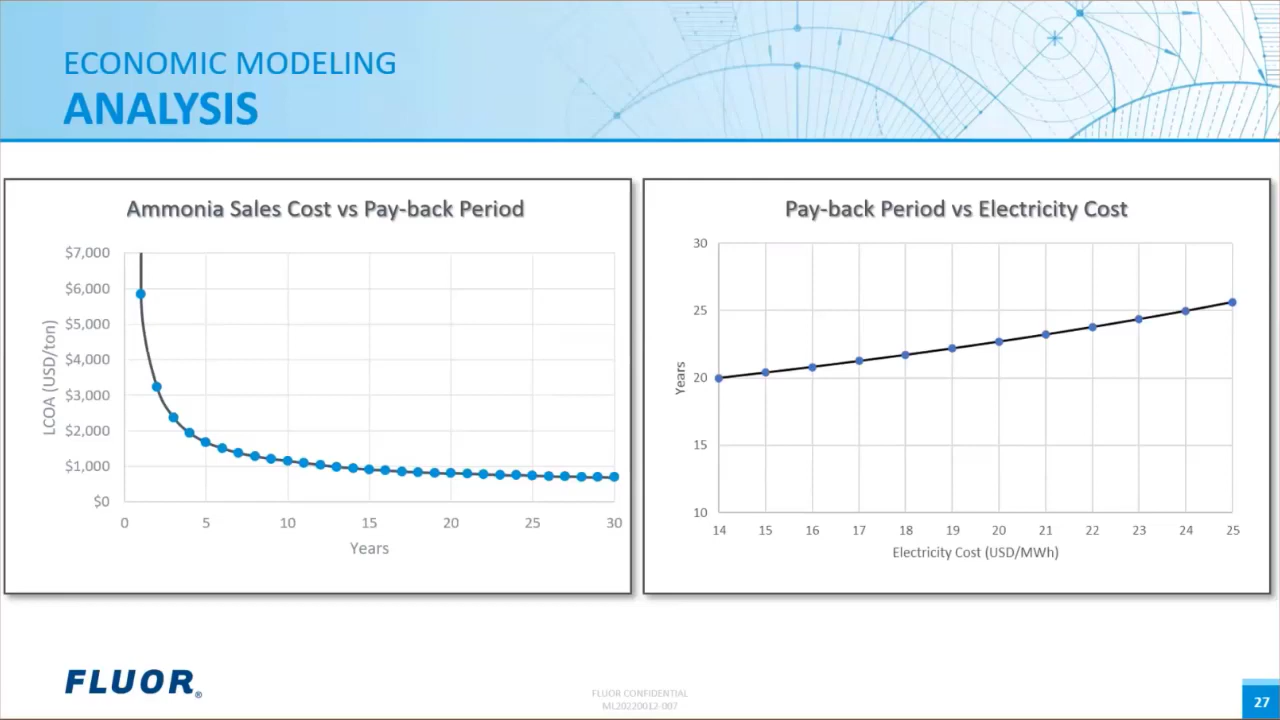 ECONOMIC MODELING
ANALYSIS
Ammonia Sales Cost vs Pay-back Period
$7,000
$6,000
$5,000
$4,000
$3,000
$2,000
$1,000
$0
LCOA (USD/ton)
0 5 10 15 20 25 30
Years
Pay-back Period vs Electricity Cost
30
25
20
15
10
Years
14 15 16 17 18 19 20 21 22 23 24 25
Electricity Cost (USD/MWh)
FLUOR®
FLUOR CONFIDENTIAL
ML20220012-007
27